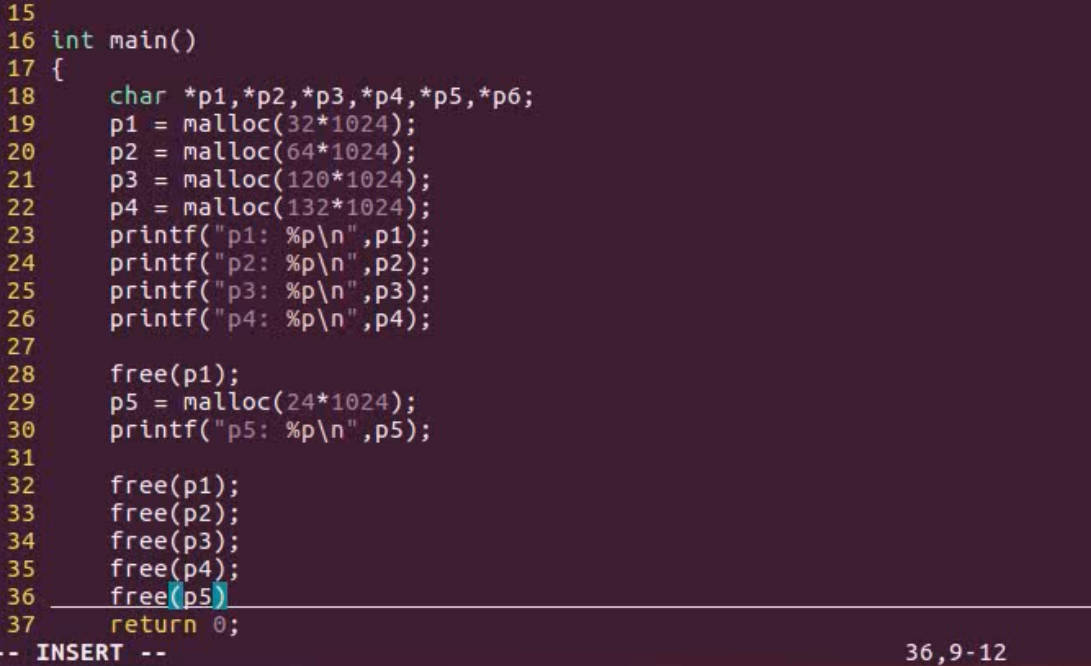 15
16 int main()
17 {
18     char *p1,*p2,*p3,*p4,*p5,*p6;
19     p1 = malloc(32*1024);
20     p2 = malloc(64*1024);
21     p3 = malloc(120*1024);
22     p4 = malloc(132*1024);
23     printf("p1: %p\n",p1);
24     printf("p2: %p\n",p2);
25     printf("p3: %p\n",p3);
26     printf("p4: %p\n",p4);
27
28     free(p1);
29     p5 = malloc(24*1024);
30     printf("p5: %p\n",p5);
31
32     free(p1);
33     free(p2);
34     free(p3);
35     free(p4);
36     free(p5)
37     return 0;
-- INSERT -- 36,9-12